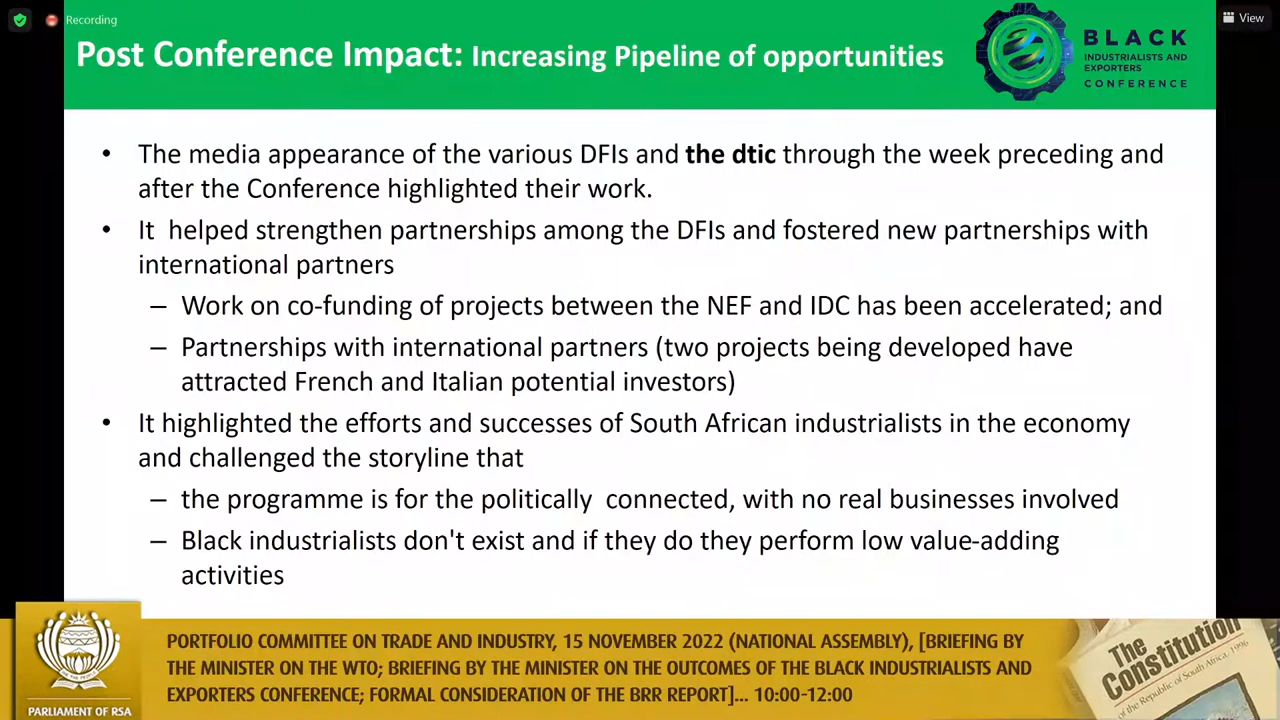 Recording
View
Post Conference Impact: Increasing Pipeline of opportunities
BLACK
INDUSTRIALISTS AND
EXPORTERS
CONFERENCE
• The media appearance of the various DFIs and the dtic through the week preceding and
after the Conference highlighted their work.
• It helped strengthen partnerships among the DFIs and fostered new partnerships with
international partners
– Work on co-funding of projects between the NEF and IDC has been accelerated; and
– Partnerships with international partners (two projects being developed have
attracted French and Italian potential investors)
• It highlighted the efforts and successes of South African industrialists in the economy
and challenged the storyline that
– the programme is for the politically connected, with no real businesses involved
– Black industrialists don't exist and if they do they perform low value-adding
activities
PORTFOLIO COMMITTEE ON TRADE AND INDUSTRY, 15 NOVEMBER 2022 (NATIONAL ASSEMBLY), [BRIEFING BY
THE MINISTER ON THE WTO; BRIEFING BY THE MINISTER ON THE OUTCOMES OF THE BLACK INDUSTRIALISTS AND
EXPORTERS CONFERENCE; FORMAL CONSIDERATION OF THE BRR REPORT]... 10:00-12:00
PARLIAMENT OF RSA
The
Constitution
of the Republic of South Africa, 1996